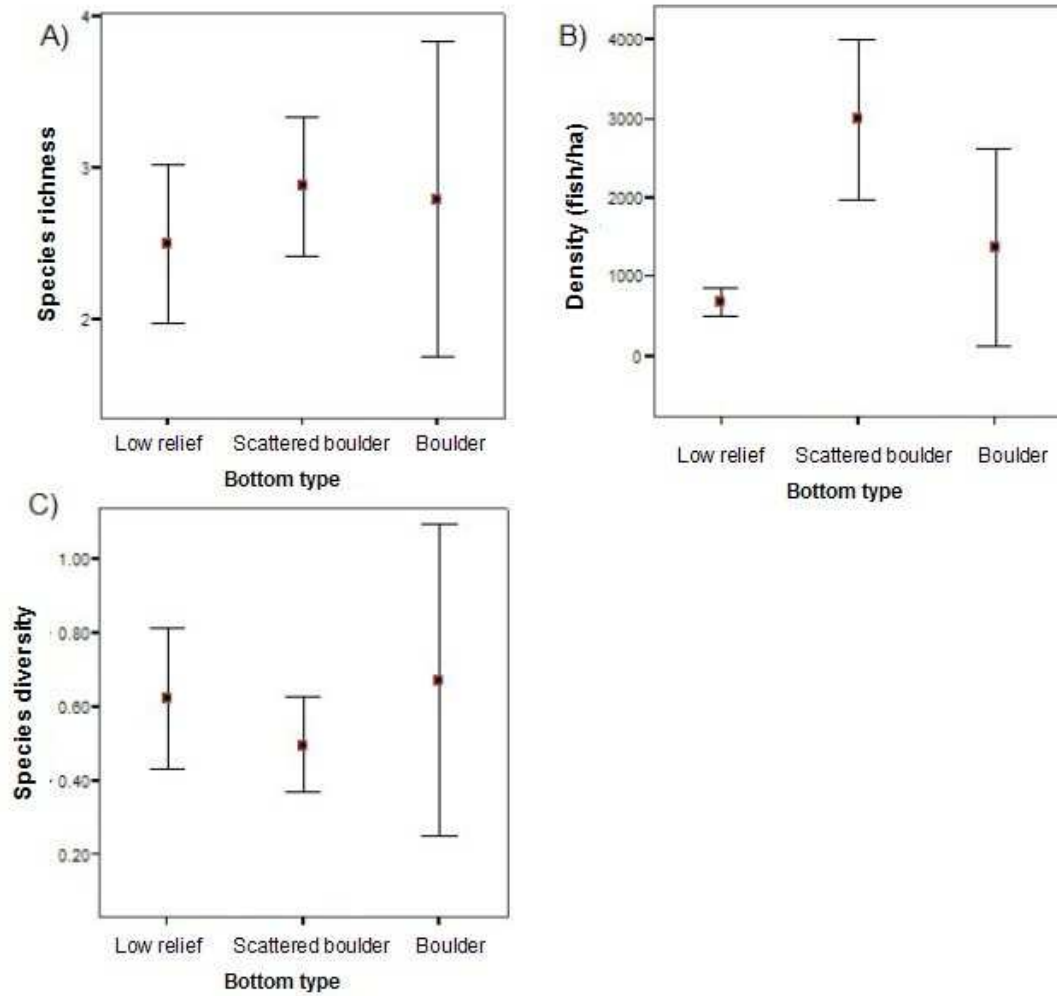 A)
Species richness
4
3
2
Low relief Scattered boulder Boulder
Bottom type
B)
Density (fish/ha)
4000
3000
2000
1000
0
Low relief Scattered boulder Boulder
Bottom type
C)
Species diversity
1.00
0.80
0.60
0.40
0.20
Low relief Scattered boulder Boulder
Bottom type